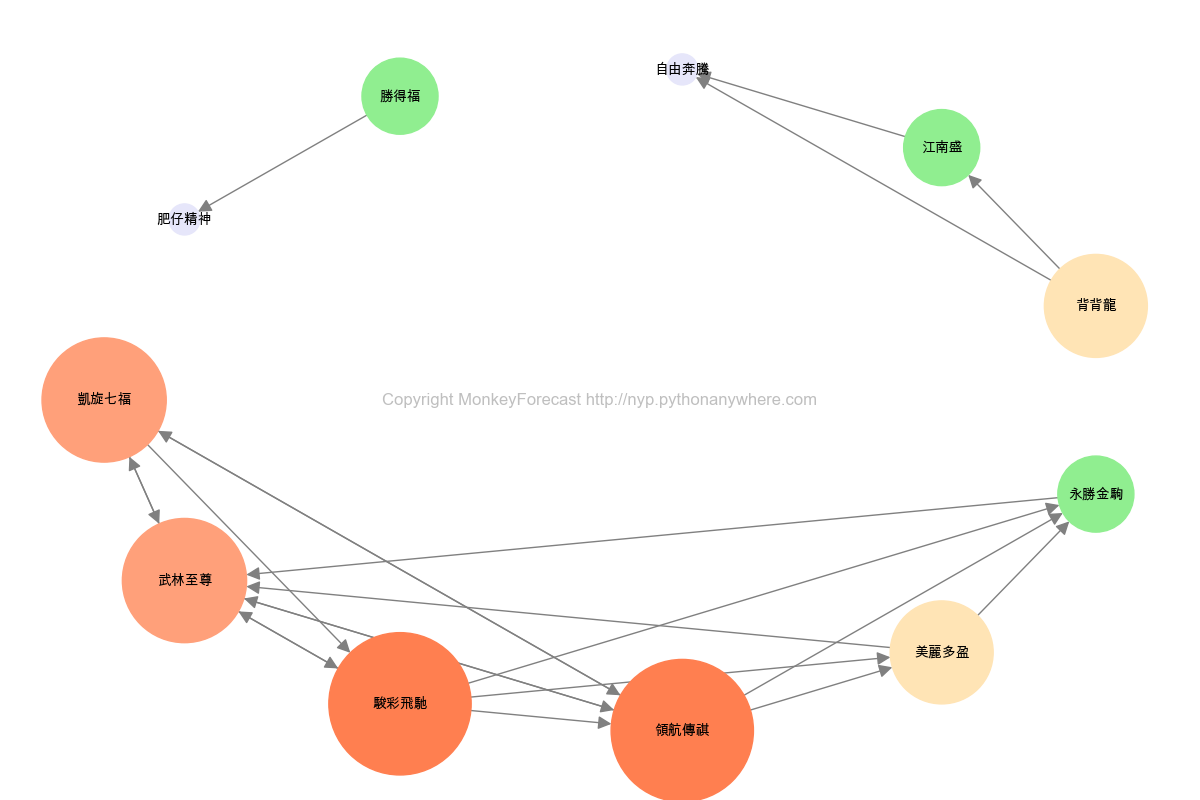 自由奔騰
勝得福
江南盛
肥仔精神
背背龍
凱旋七福
Copyright MonkeyForecast http://nyp.pythonanywhere.com
永勝金駒
武林至尊
美麗多盈
駿彩飛馳
領航傳祺